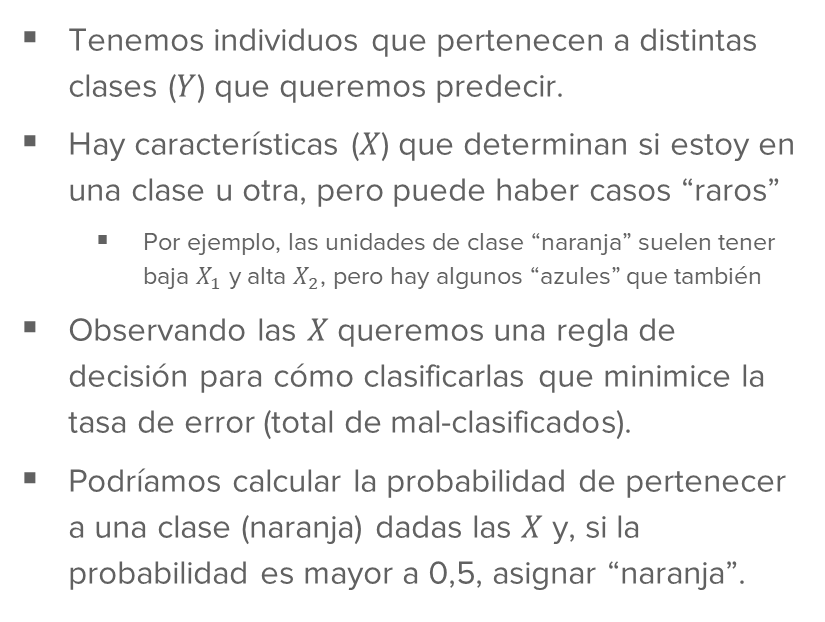 ▪ Tenemos individuos que pertenecen a distintas
clases (Y) que queremos predecir.
▪ Hay características (X) que determinan si estoy en
una clase u otra, pero puede haber casos “raros”
▪ Por ejemplo, las unidades de clase “naranja” suelen tener
baja X₁ y alta X₂, pero hay algunos “azules” que también
▪ Observando las X queremos una regla de
decisión para cómo clasificarlas que minimice la
tasa de error (total de mal-clasificados).
▪ Podríamos calcular la probabilidad de pertenecer
a una clase (naranja) dadas las X y, si la
probabilidad es mayor a 0,5, asignar “naranja”.